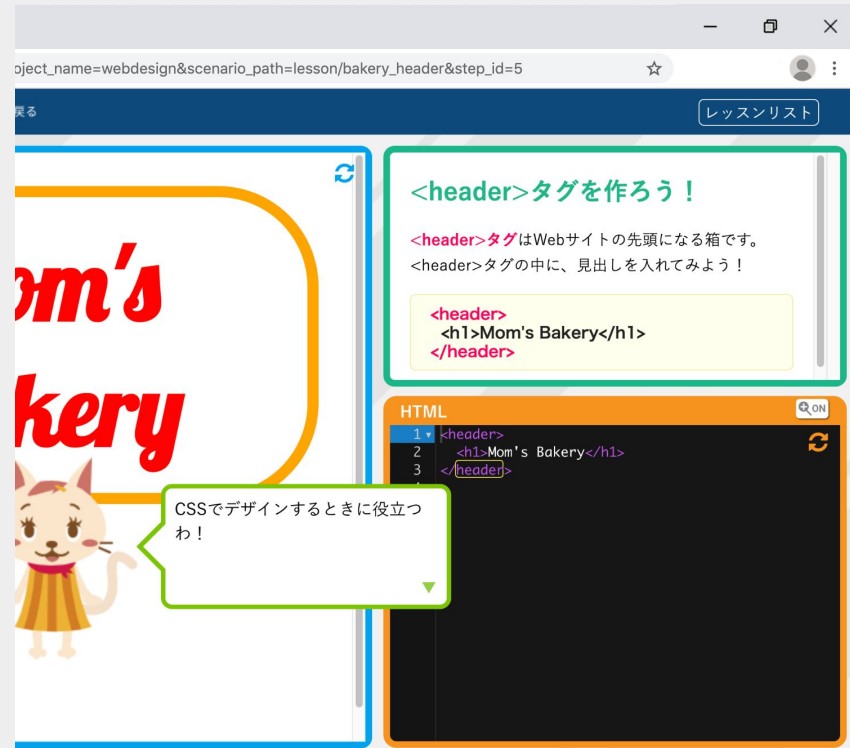 oject_name=webdesign&scenario_path=lesson/bakery_header&step_id=5
戻る
レッスンリスト
om's
kery
CSSでデザインするときに役立つ
わ！
<header>タグを作ろう！
<header>タグはWebサイトの先頭になる箱です。
<header>タグの中に、見出しを入れてみよう！
<header>
<h1>Mom's Bakery</h1>
</header>
HTML
ON
1 <header>
2 <h1>Mom's Bakery</h1>
3 </header>